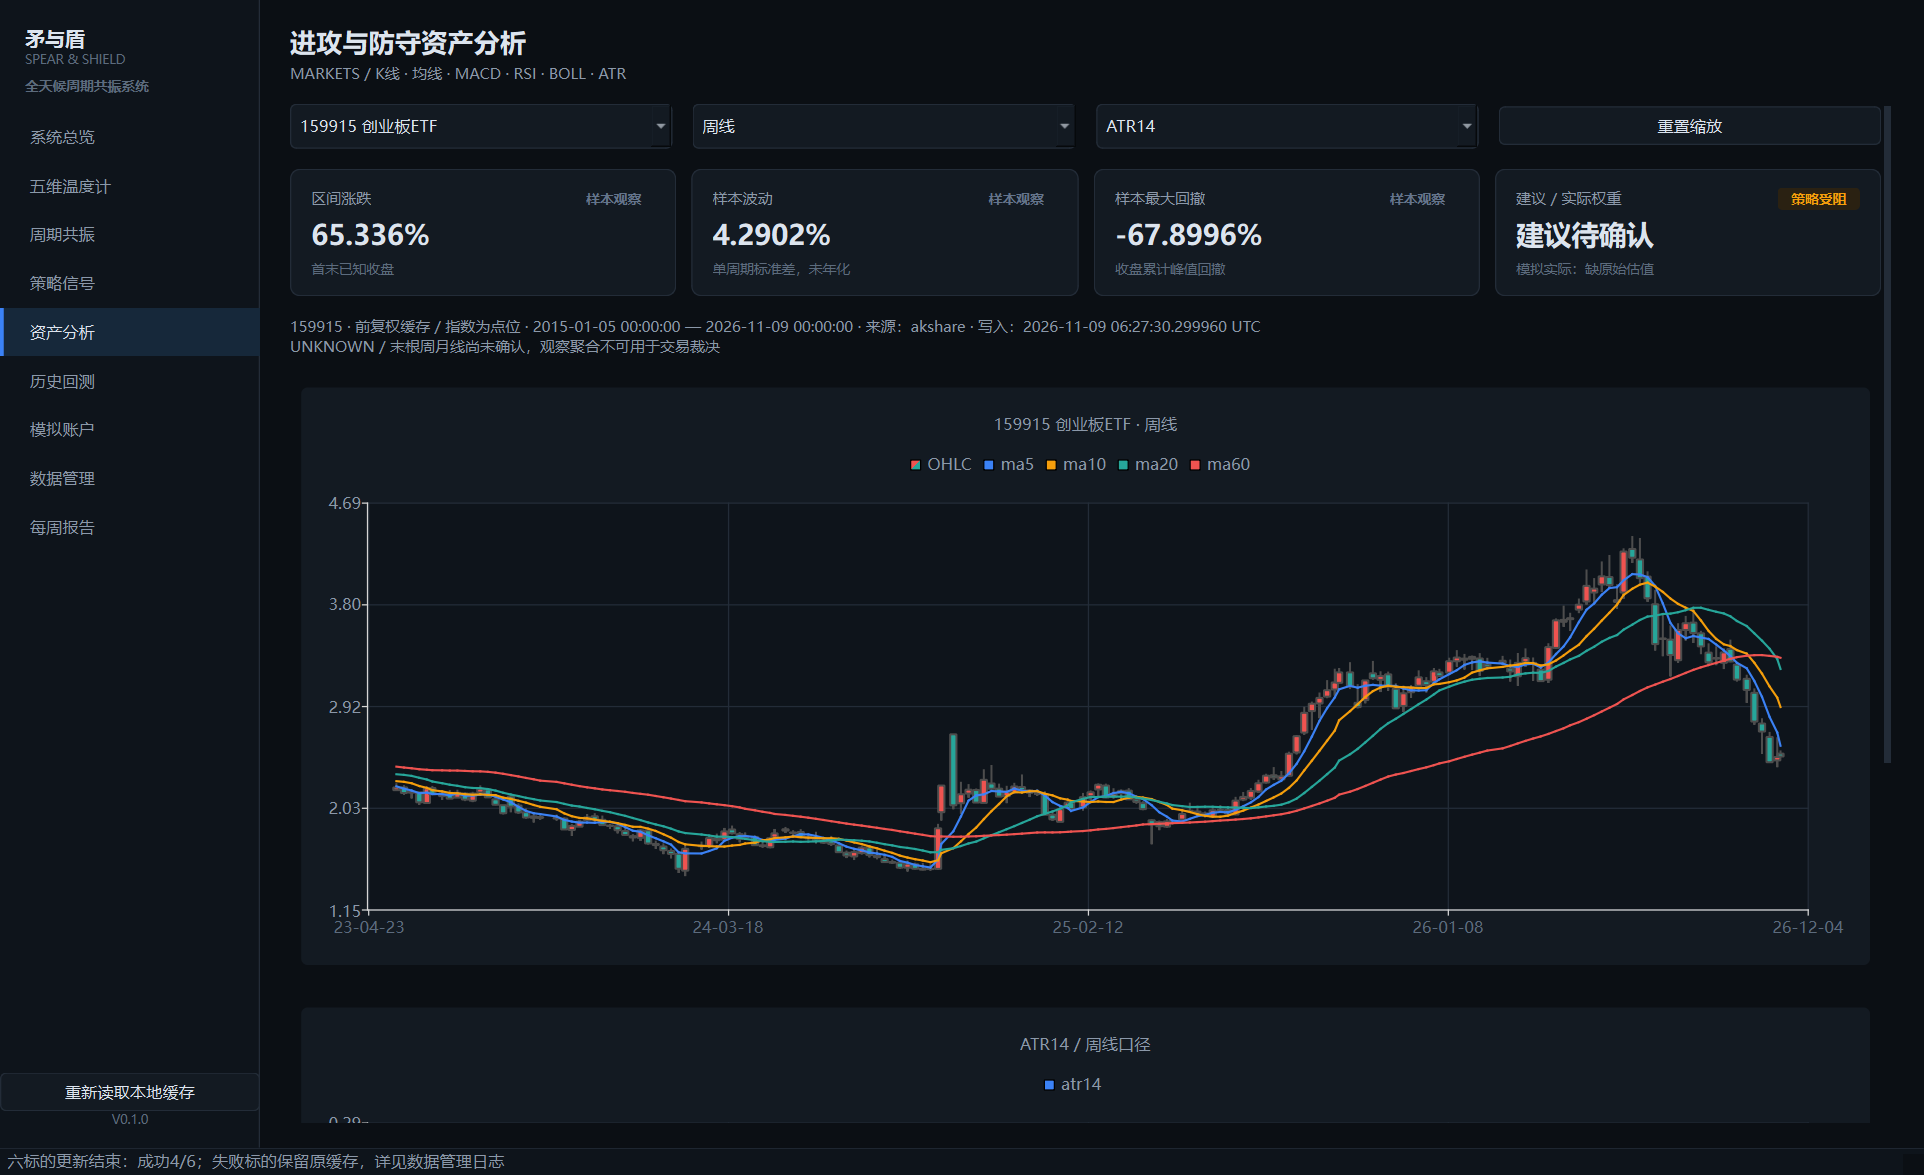 矛与盾
SPEAR & SHIELD
全天候周期共振系统
系统总览
五维温度计
周期共振
策略信号
资产分析
历史回测
模拟账户
数据管理
每周报告
重新读取本地缓存
V0.1.0
进攻与防守资产分析
MARKETS / K线 · 均线 · MACD · RSI · BOLL · ATR
159915 创业板ETF
周线
ATR14
重置缩放
区间涨跌 样本观察
65.336%
首末已知收盘
样本波动 样本观察
4.2902%
单周期标准差，未年化
样本最大回撤 样本观察
-67.8996%
收盘累计峰值回撤
建议 / 实际权重 策略受阻
建议待确认
模拟实际：缺原始估值
159915 · 前复权缓存 / 指数为点位 · 2015-01-05 00:00:00 — 2026-11-09 00:00:00 · 来源：akshare · 写入：2026-11-09 06:27:30.299960 UTC
UNKNOWN / 末根周月线尚未确认，观察聚合不可用于交易裁决
159915 创业板ETF · 周线
OHLC ma5 ma10 ma20 ma60
4.69
3.80
2.92
2.03
1.15
23-04-23 24-03-18 25-02-12 26-01-08 26-12-04
ATR14 / 周线口径
atr14
六标的更新结束：成功4/6；失败标的保留原缓存，详见数据管理日志